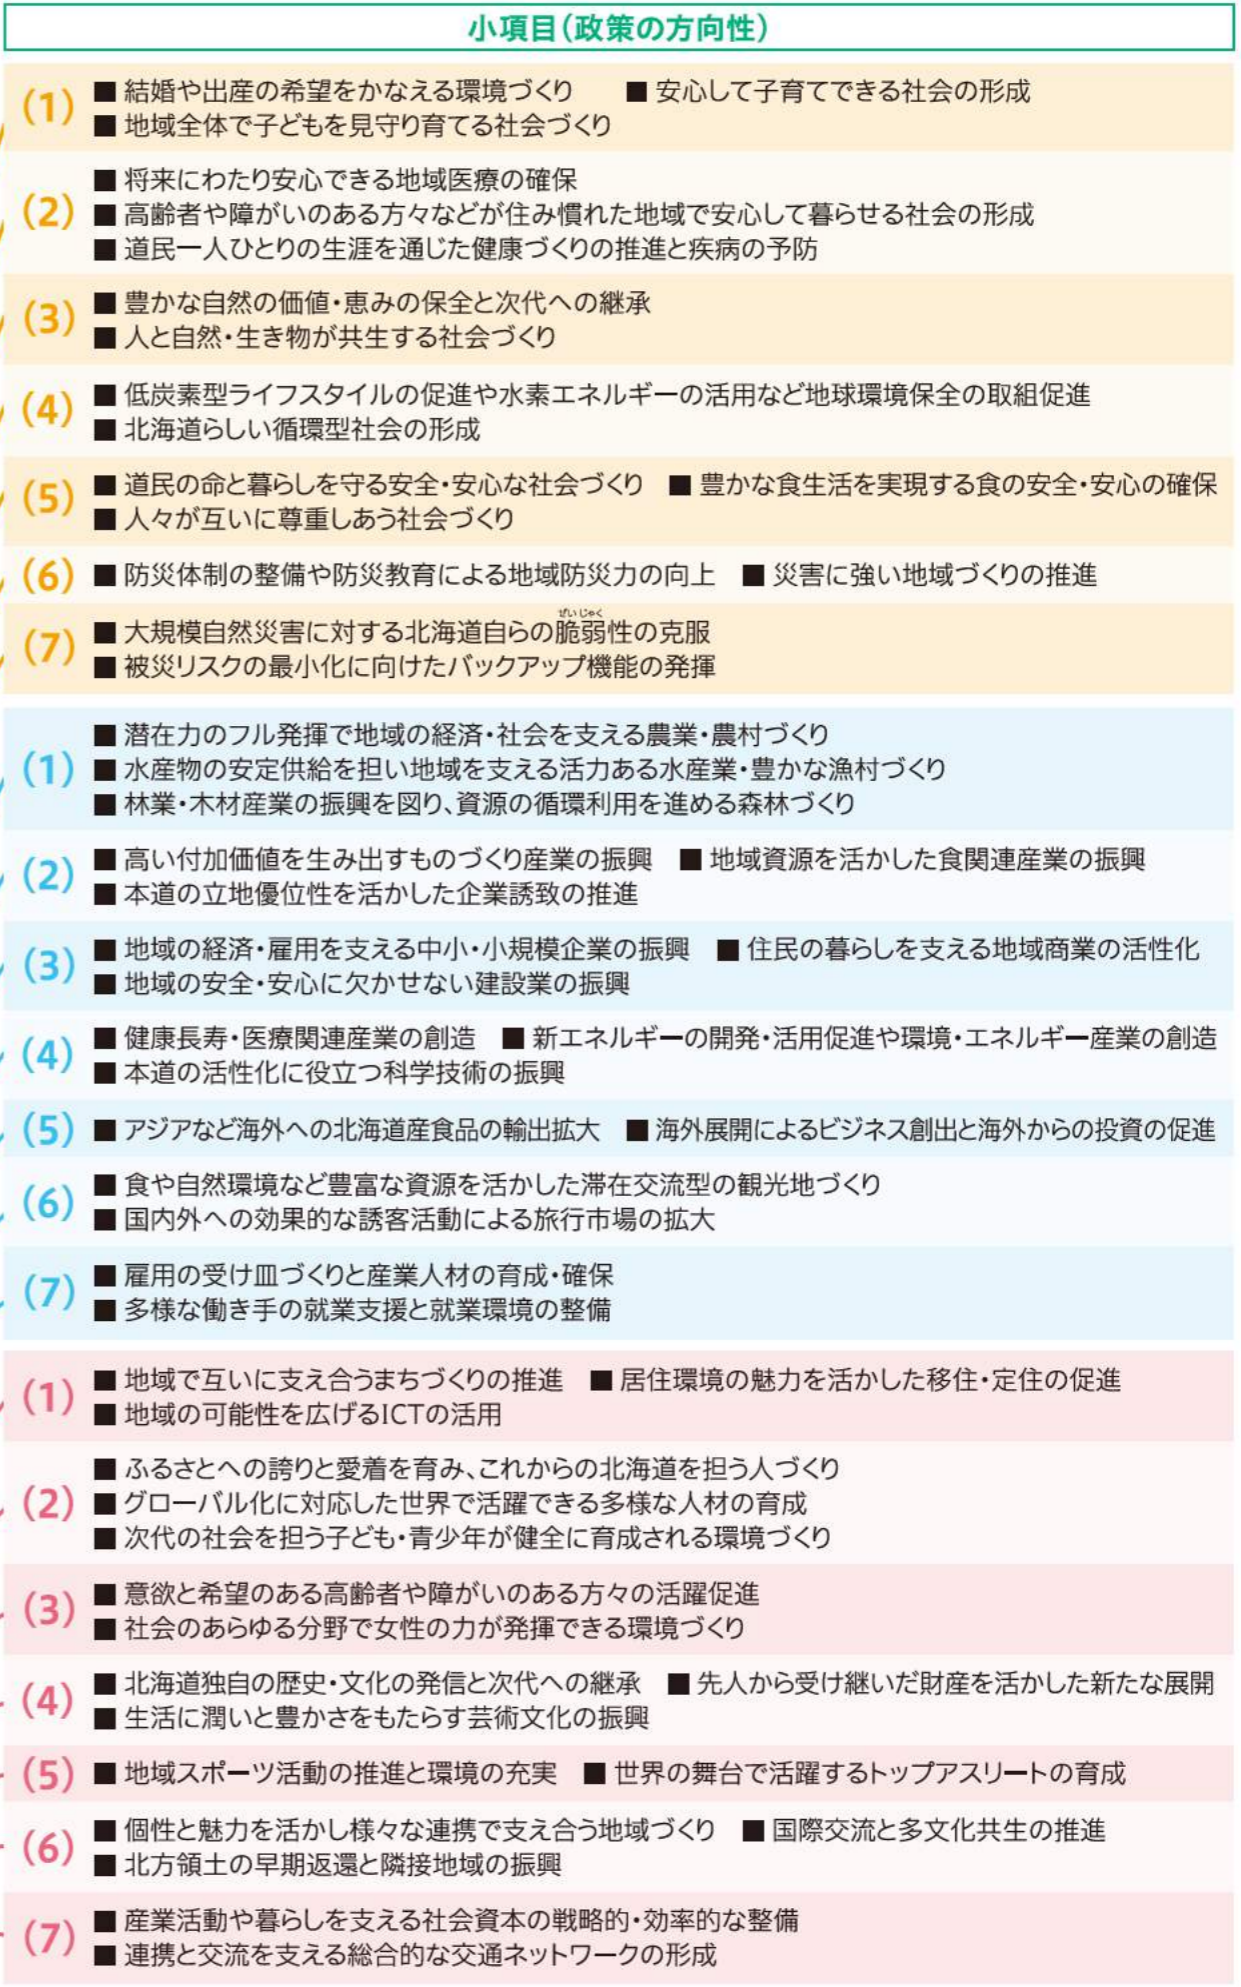 小項目（政策の方向性）
(1) ■ 結婚や出産の希望をかなえる環境づくり ■ 安心して子育てできる社会の形成
■ 地域全体で子どもを見守り育てる社会づくり
■ 将来にわたり安心できる地域医療の確保
(2) ■ 高齢者や障がいのある方々などが住み慣れた地域で安心して暮らせる社会の形成
■ 道民一人ひとりの生涯を通じた健康づくりの推進と疾病の予防
(3) ■ 豊かな自然の価値・恵みの保全と次代への継承
■ 人と自然・生き物が共生する社会づくり
(4) ■ 低炭素型ライフスタイルの促進や水素エネルギーの活用など地球環境保全の取組促進
■ 北海道らしい循環型社会の形成
(5) ■ 道民の命と暮らしを守る安全・安心な社会づくり ■ 豊かな食生活を実現する食の安全・安心の確保
■ 人々が互いに尊重しあう社会づくり
(6) ■ 防災体制の整備や防災教育による地域防災力の向上 ■ 災害に強い地域づくりの推進
ぜいじゃく
(7) ■ 大規模自然災害に対する北海道自らの脆弱性の克服
■ 被災リスクの最小化に向けたバックアップ機能の発揮
■ 潜在力のフル発揮で地域の経済・社会を支える農業・農村づくり
(1) ■ 水産物の安定供給を担い地域を支える活力ある水産業・豊かな漁村づくり
■ 林業・木材産業の振興を図り、資源の循環利用を進める森林づくり
(2) ■ 高い付加価値を生み出すものづくり産業の振興 ■ 地域資源を活かした食関連産業の振興
■ 本道の立地優位性を活かした企業誘致の推進
(3) ■ 地域の経済・雇用を支える中小・小規模企業の振興 ■ 住民の暮らしを支える地域商業の活性化
■ 地域の安全・安心に欠かせない建設業の振興
(4) ■ 健康長寿・医療関連産業の創造 ■ 新エネルギーの開発・活用促進や環境・エネルギー産業の創造
■ 本道の活性化に役立つ科学技術の振興
(5) ■ アジアなど海外への北海道産食品の輸出拡大 ■ 海外展開によるビジネス創出と海外からの投資の促進
(6) ■ 食や自然環境など豊富な資源を活かした滞在交流型の観光地づくり
■ 国内外への効果的な誘客活動による旅行市場の拡大
(7) ■ 雇用の受け皿づくりと産業人材の育成・確保
■ 多様な働き手の就業支援と就業環境の整備
(1) ■ 地域で互いに支え合うまちづくりの推進 ■ 居住環境の魅力を活かした移住・定住の促進
■ 地域の可能性を広げるICTの活用
■ ふるさとへの誇りと愛着を育み、これからの北海道を担う人づくり
(2) ■ グローバル化に対応した世界で活躍できる多様な人材の育成
■ 次代の社会を担う子ども・青少年が健全に育成される環境づくり
(3) ■ 意欲と希望のある高齢者や障がいのある方々の活躍促進
■ 社会のあらゆる分野で女性の力が発揮できる環境づくり
(4) ■ 北海道独自の歴史・文化の発信と次代への継承 ■ 先人から受け継いだ財産を活かした新たな展開
■ 生活に潤いと豊かさをもたらす芸術文化の振興
(5) ■ 地域スポーツ活動の推進と環境の充実 ■ 世界の舞台で活躍するトップアスリートの育成
(6) ■ 個性と魅力を活かし様々な連携で支え合う地域づくり ■ 国際交流と多文化共生の推進
■ 北方領土の早期返還と隣接地域の振興
(7) ■ 産業活動や暮らしを支える社会資本の戦略的・効率的な整備
■ 連携と交流を支える総合的な交通ネットワークの形成